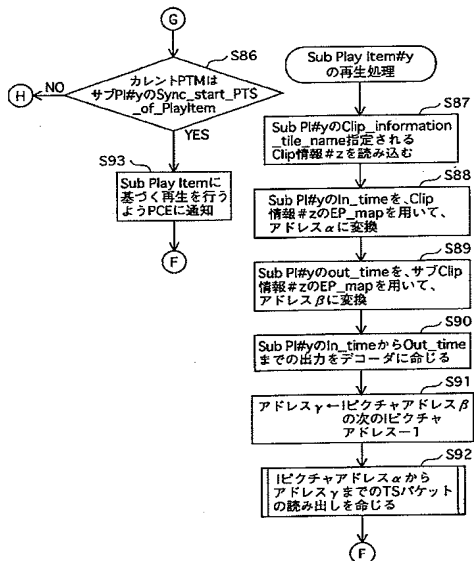 G
S86
カレントPTMは
サブPI#yのSync_start_PTS
_of_PlayItem
NO
H
YES
S93
Sub Play Itemに
基づく再生を行う
ようPCEに通知
F
Sub Play Item#y
の再生処理
S87
Sub PI#yのClip_information
_tile_name指定される
Clip情報#zを読み込む
S88
Sub PI#yのIn_timeを、Clip
情報#zのEP_mapを用いて、
アドレスαに変換
S89
Sub PI#yのout_timeを、サブClip
情報#zのEP_mapを用いて、
アドレスβに変換
S90
Sub PI#yのIn_timeからOut_time
までの出力をデコーダに命じる
S91
アドレスγ←Iピクチャアドレスβ
の次のIピクチャ
アドレスー1
S92
Iピクチャアドレスαから
アドレスγまでのTSパケット
の読み出しを命じる
F